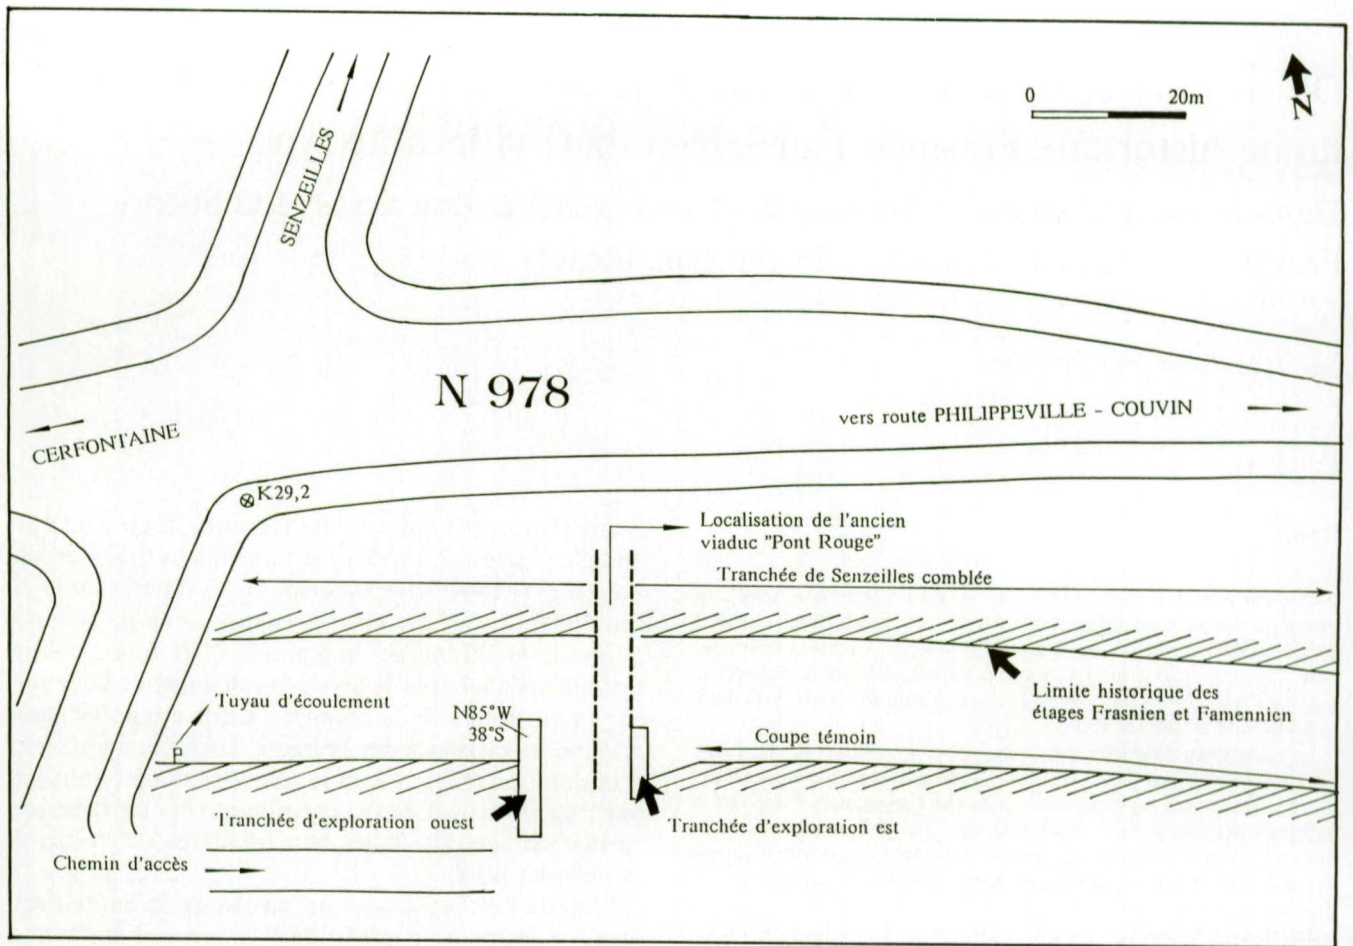 0 20m
N
SENZEILLES
N 978
vers route PHILIPPEVILLE - COUVIN
CERFONTAINE
K29,2
Localisation de l'ancien
viaduc "Pont Rouge"
Tranchée de Senzeilles comblée
Limite historique des
étages Frasnien et Famennien
Tuyau d'écoulement
N85°W
38°S
Coupe témoin
Tranchée d'exploration ouest
Tranchée d'exploration est
Chemin d'accès